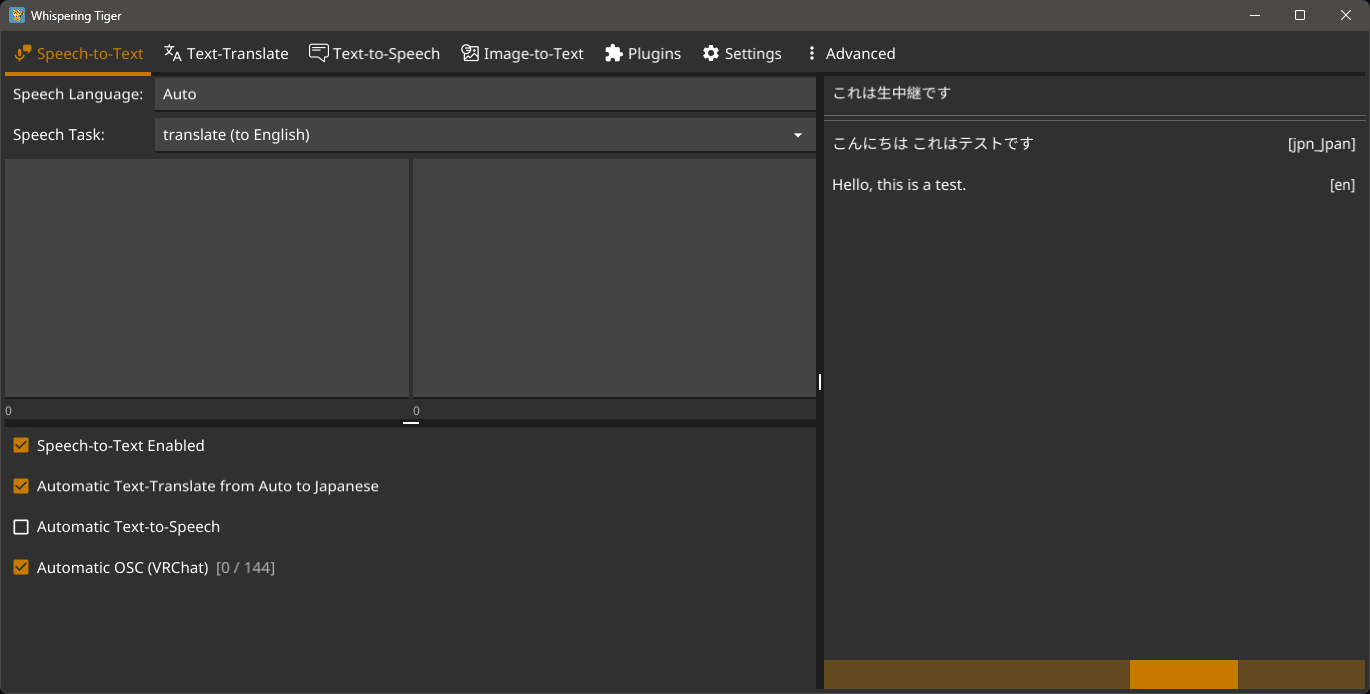 Whispering Tiger
Speech-to-Text Text-Translate Text-to-Speech Image-to-Text Plugins Settings Advanced
Speech Language: Auto
Speech Task: translate (to English)
0 0
Speech-to-Text Enabled
Automatic Text-Translate from Auto to Japanese
Automatic Text-to-Speech
Automatic OSC (VRChat) [0 / 144]
これは生中継です
こんにちは これはテストです [jpn_Jpan]
Hello, this is a test. [en]